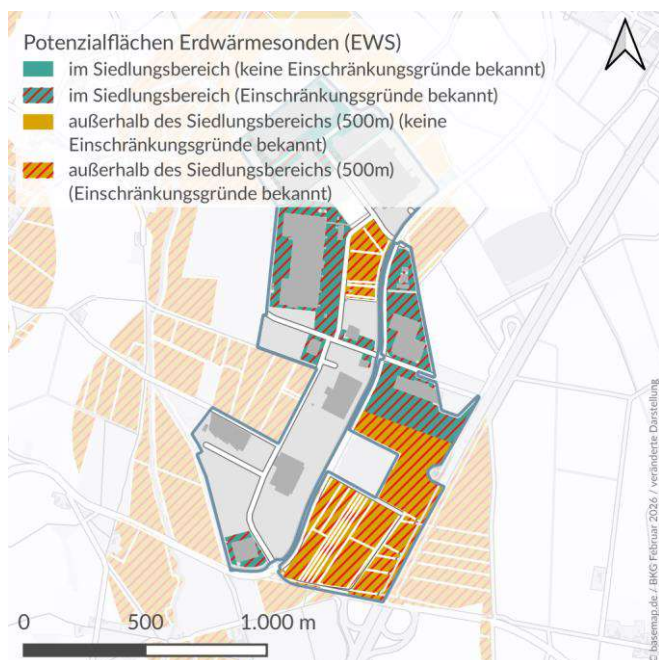 Potenzialflächen Erdwärmesonden (EWS)
im Siedlungsbereich (keine Einschränkungsgründe bekannt)
im Siedlungsbereich (Einschränkungsgründe bekannt)
außerhalb des Siedlungsbereichs (500m) (keine
Einschränkungsgründe bekannt)
außerhalb des Siedlungsbereichs (500m)
(Einschränkungsgründe bekannt)
0 500 1.000 m
© basemap.de / BKG Februar 2026 / veränderte Darstellung